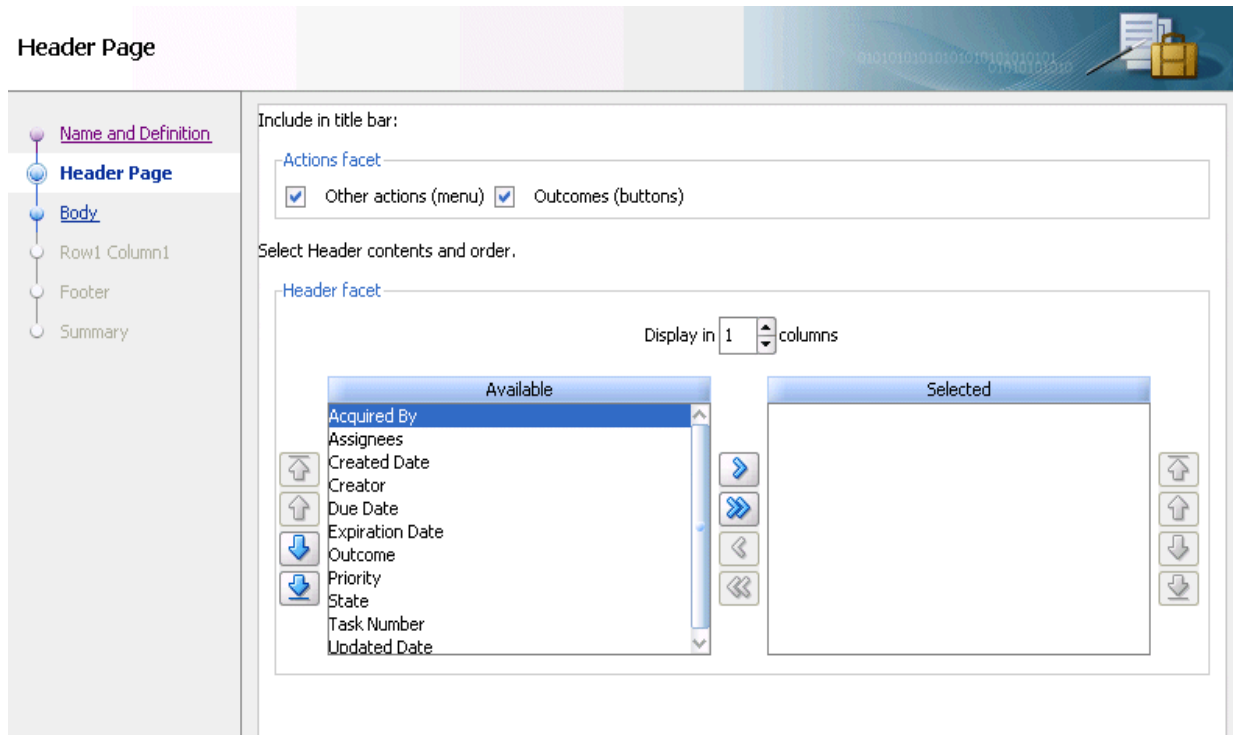 Header Page
Name and Definition
Header Page
Body
Row1 Column1
Footer
Summary
Include in title bar:
Actions facet
Other actions (menu) Outcomes (buttons)
Select Header contents and order.
Header facet
Display in 1 columns
Available
Acquired By
Assignees
Created Date
Creator
Due Date
Expiration Date
Outcome
Priority
State
Task Number
Updated Date
Selected